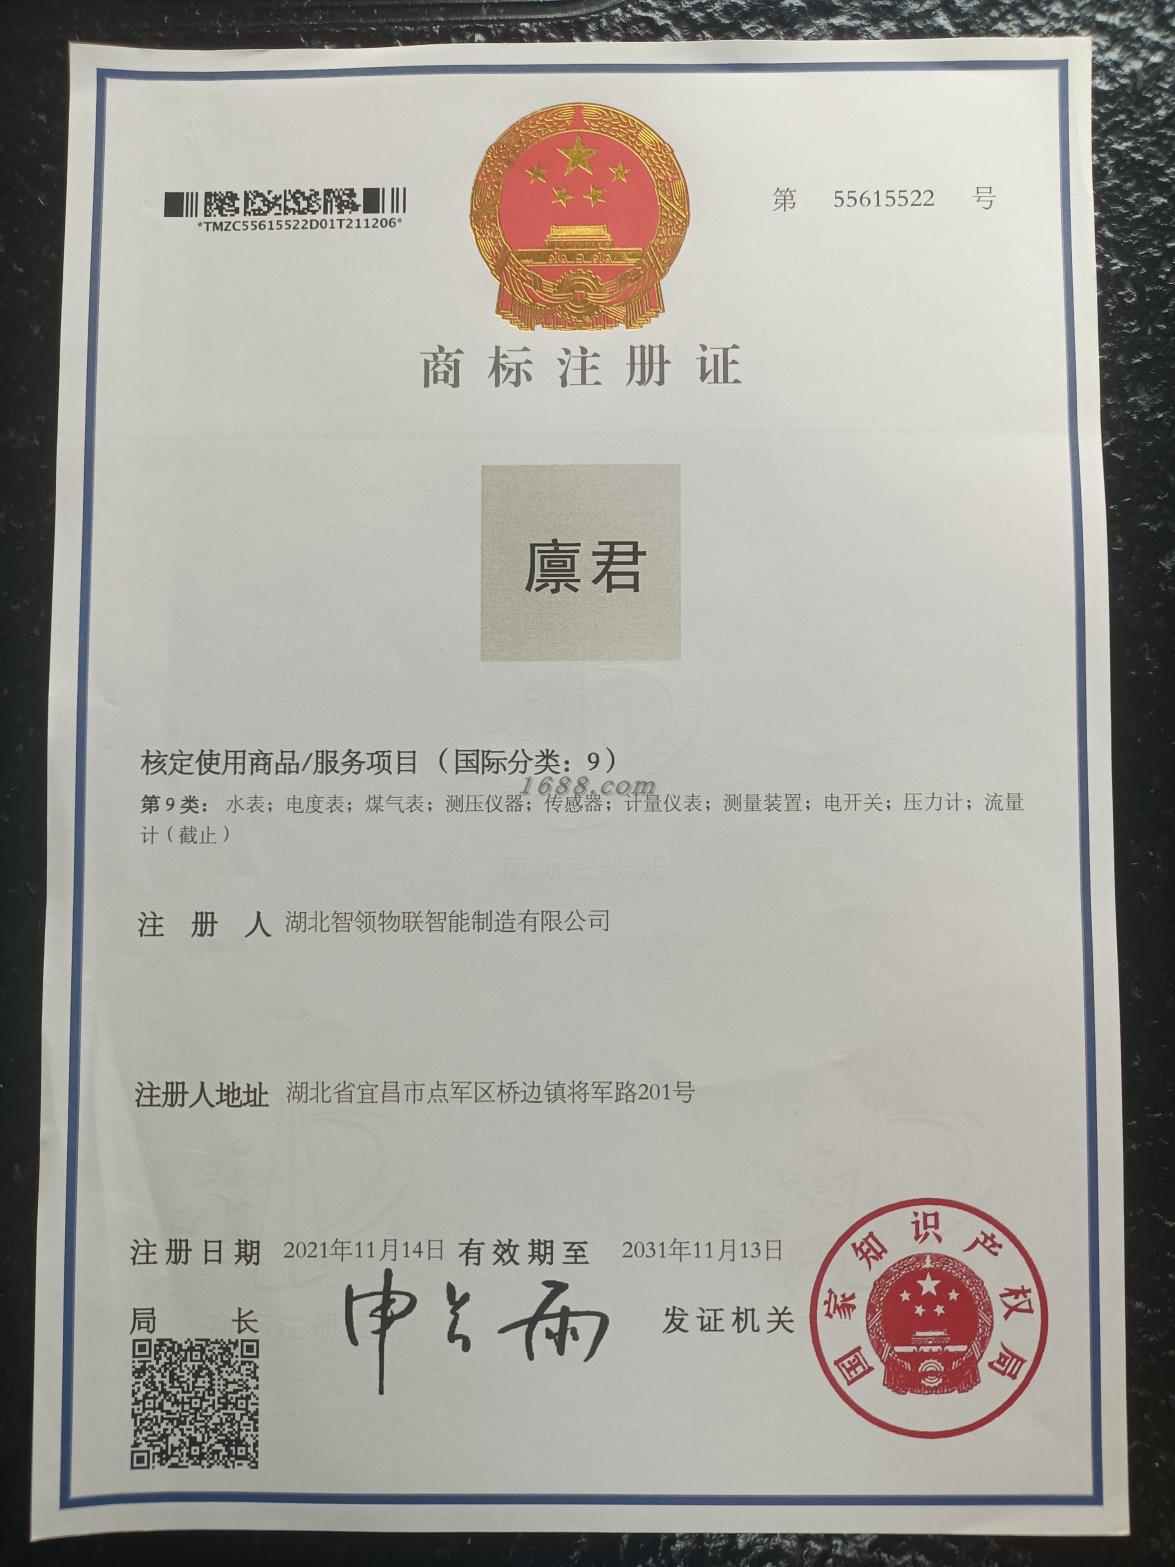 第 55615522 号
*TMZC55615522D01T211206*
商标注册证
廪君
核定使用商品/服务项目（国际分类：9）
1688.com
第9类：水表；电度表；煤气表；测压仪器；传感器；计量仪表；测量装置；电开关；压力计；流量
计（截止）
注册人 湖北智领物联智能制造有限公司
注册人地址 湖北省宜昌市点军区桥边镇将军路201号
注册日期 2021年11月14日 有效期至 2031年11月13日
局长 申长雨 发证机关
国家知识产权局